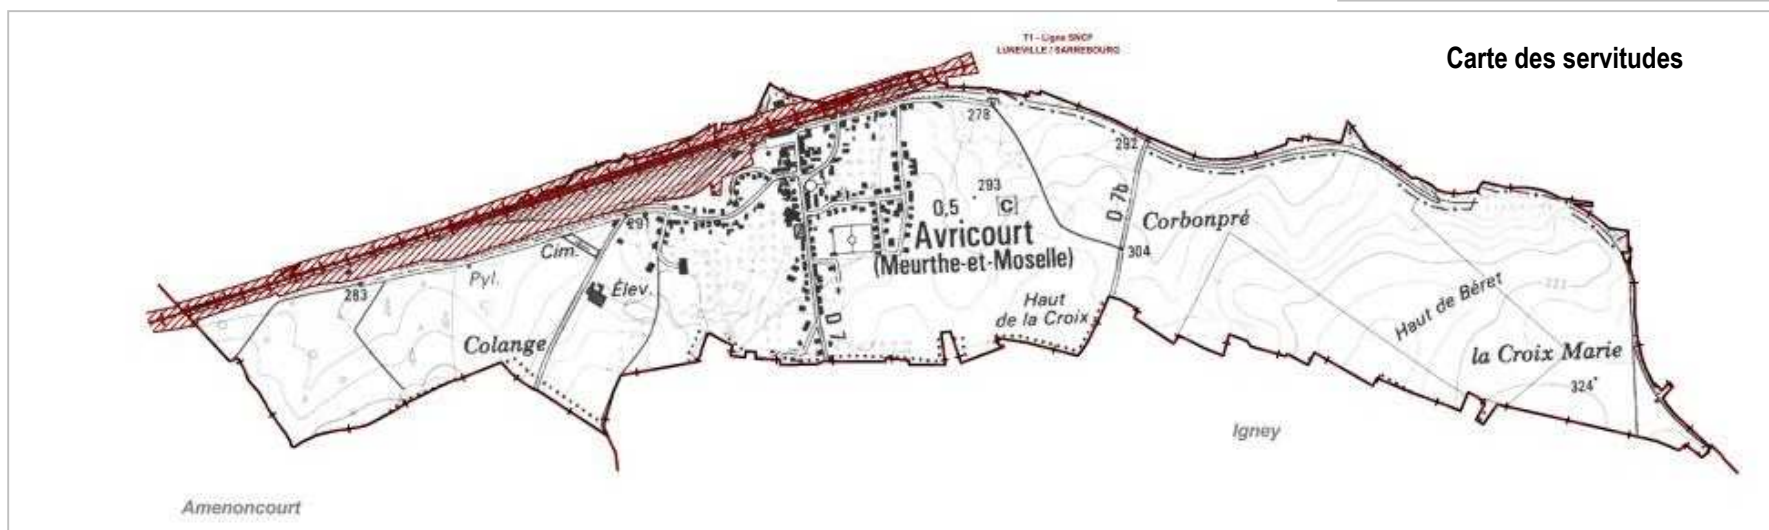 T1 - Ligne SNCF
LUNEVILLE / SARREBOURG
Carte des servitudes
278
292
293
0,5
C
D 7b
Corbonpré
Avricourt
(Meurthe-et-Moselle)
304
291
Cim.
Pyl.
283
Élev.
Haut
de la Croix
D 7
Colange
Haut de Béret
la Croix Marie
324
Igney
Amenoncourt